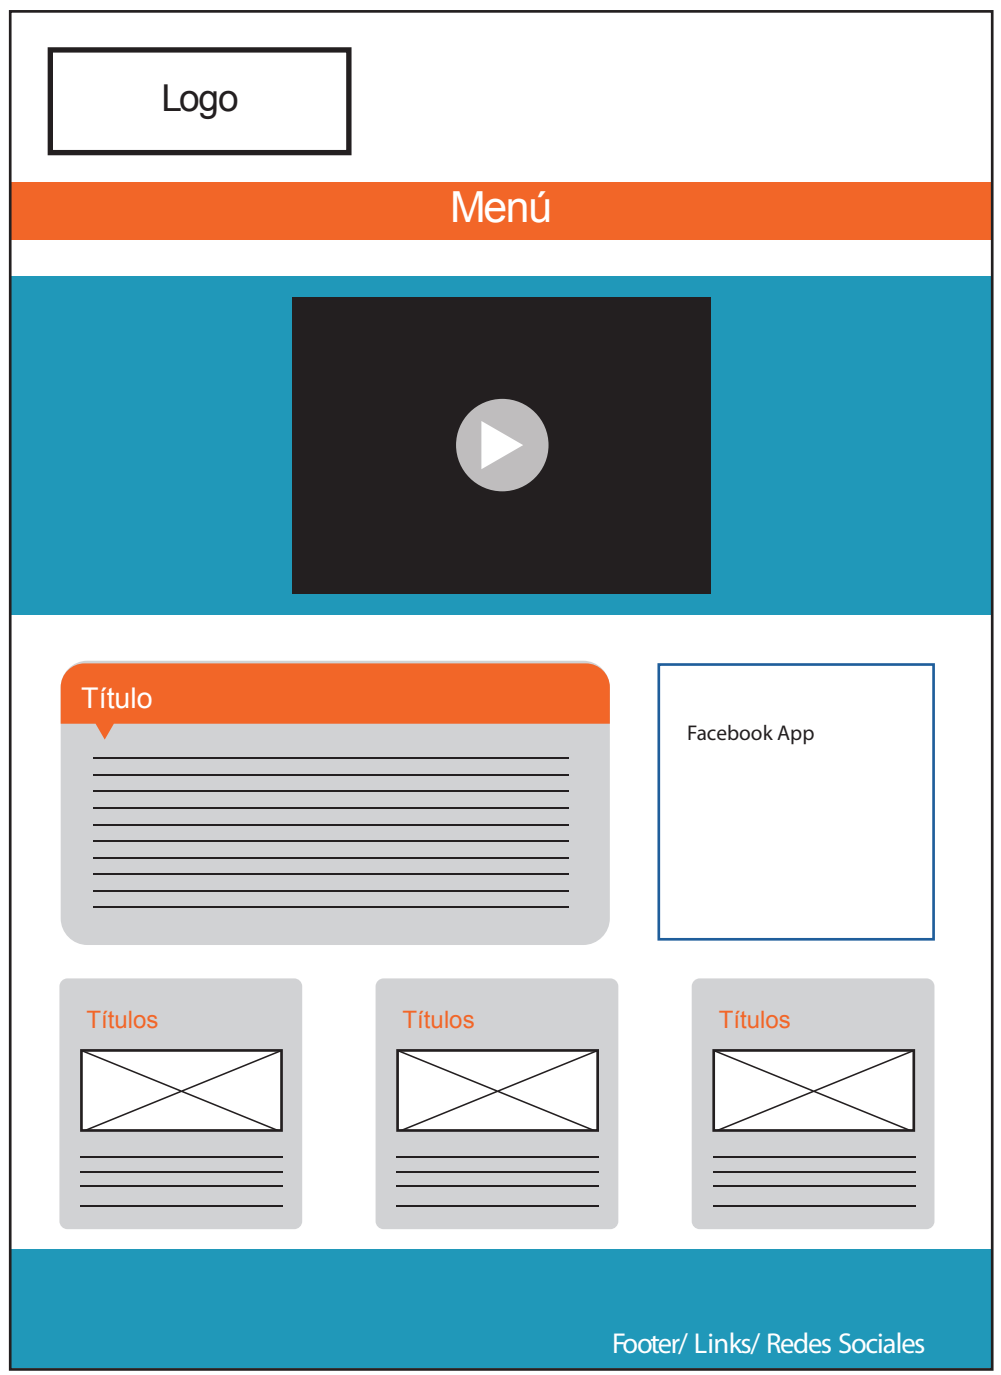 Logo
Menú
Título
Facebook App
Títulos
Títulos
Títulos
Footer/ Links/ Redes Sociales